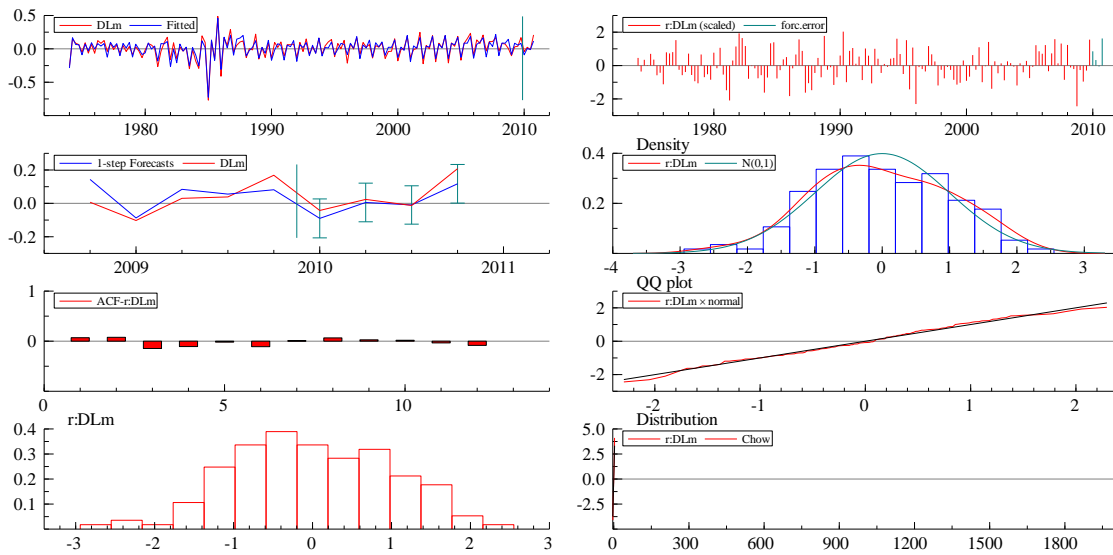 DLm Fitted
0.5
0.0
-0.5
1980 1990 2000 2010
r:DLm (scaled) forc.error
2
0
-2
1980 1990 2000 2010
1-step Forecasts DLm
0.2
0.0
-0.2
2009 2010 2011
Density
r:DLm N(0,1)
0.4
0.2
-4 -3 -2 -1 0 1 2 3
ACF-r:DLm
1
0
0 5 10
QQ plot
r:DLm × normal
2
0
-2
-2 -1 0 1 2
r:DLm
0.4
0.3
0.2
0.1
-3 -2 -1 0 1 2 3
Distribution
r:DLm Chow
5.0
2.5
0.0
-2.5
0 300 600 900 1200 1500 1800